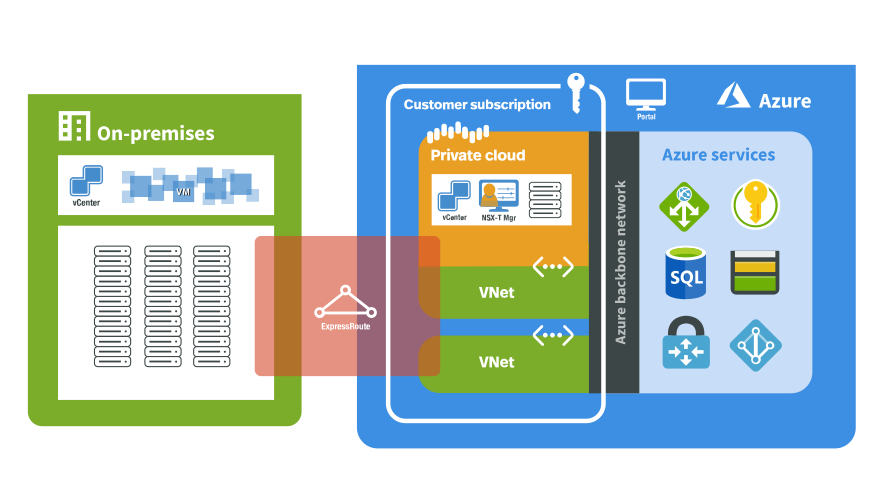 On-premises
vCenter
VM
ExpressRoute
Customer subscription
Portal
Azure
Private cloud
vCenter
NSX-T Mgr
VNet
VNet
Azure backbone network
Azure services
SQL